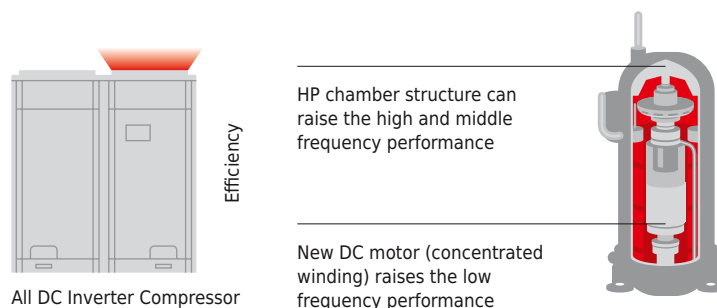 HP chamber structure can
raise the high and middle
frequency performance
Efficiency
New DC motor (concentrated
winding) raises the low
frequency performance
All DC Inverter Compressor